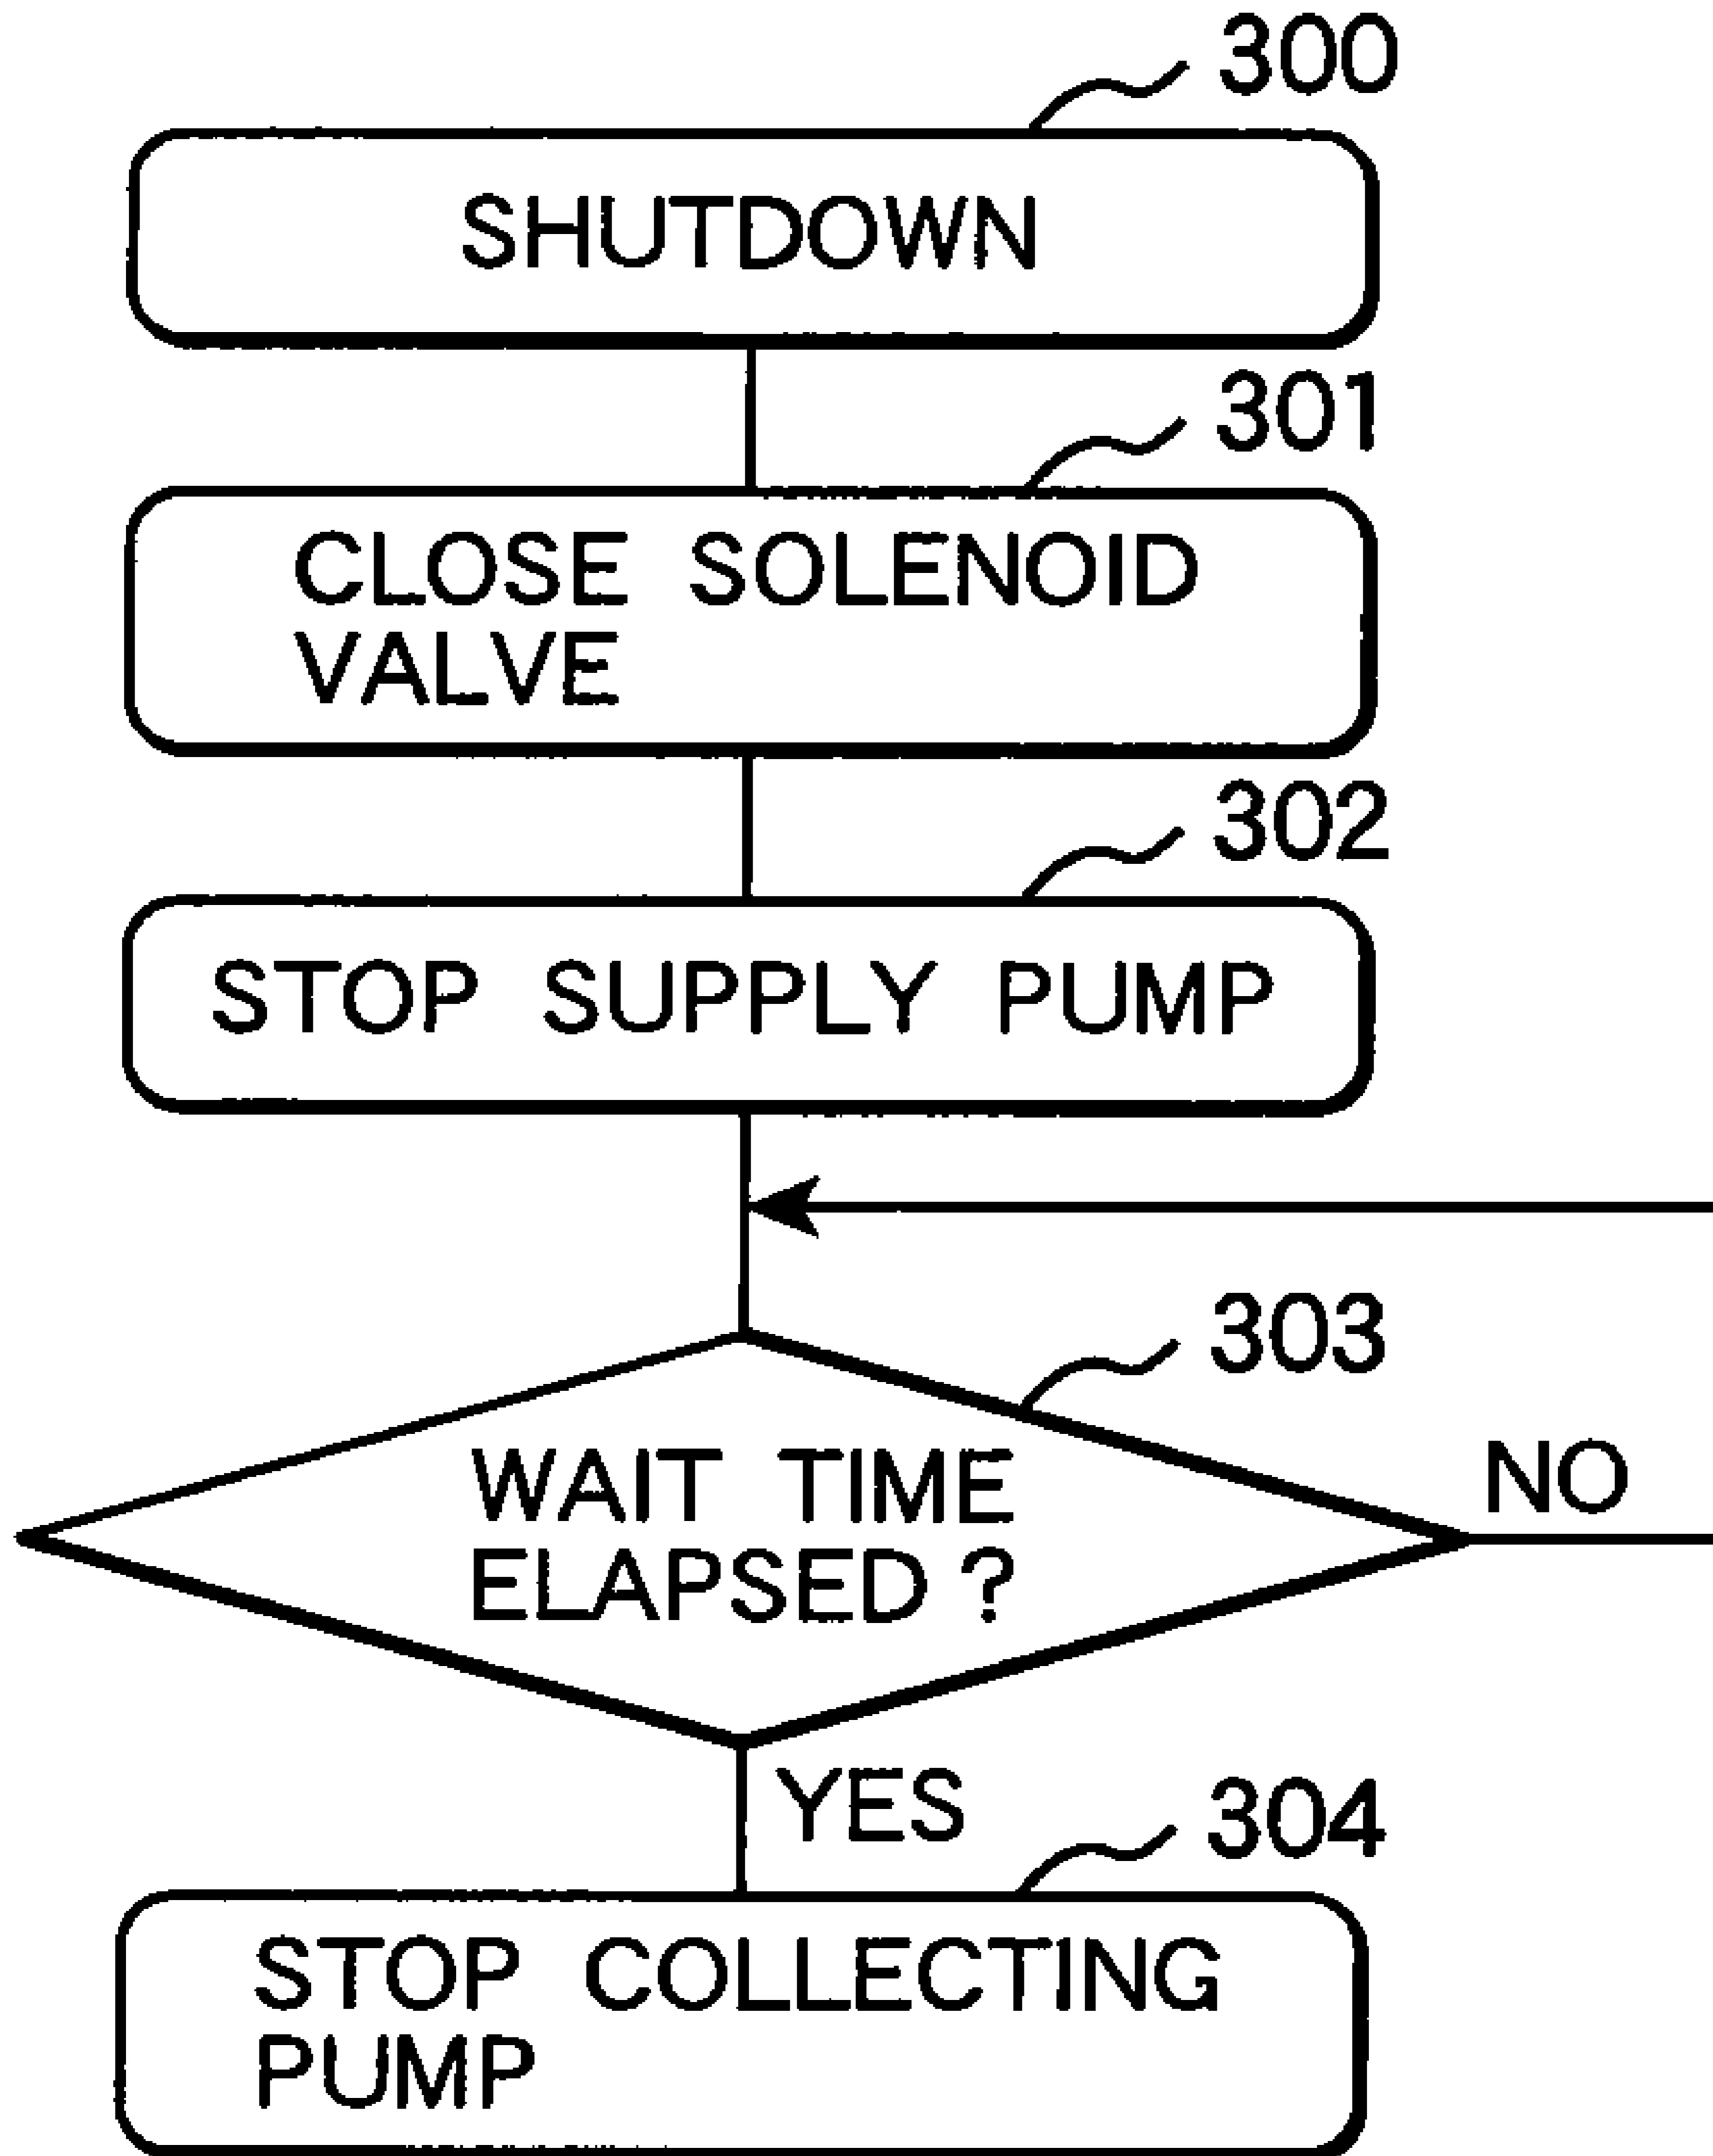 300
SHUTDOWN
301
CLOSE SOLENOID
VALVE
302
STOP SUPPLY PUMP
303
WAIT TIME
ELAPSED ?
NO
YES
304
STOP COLLECTING
PUMP